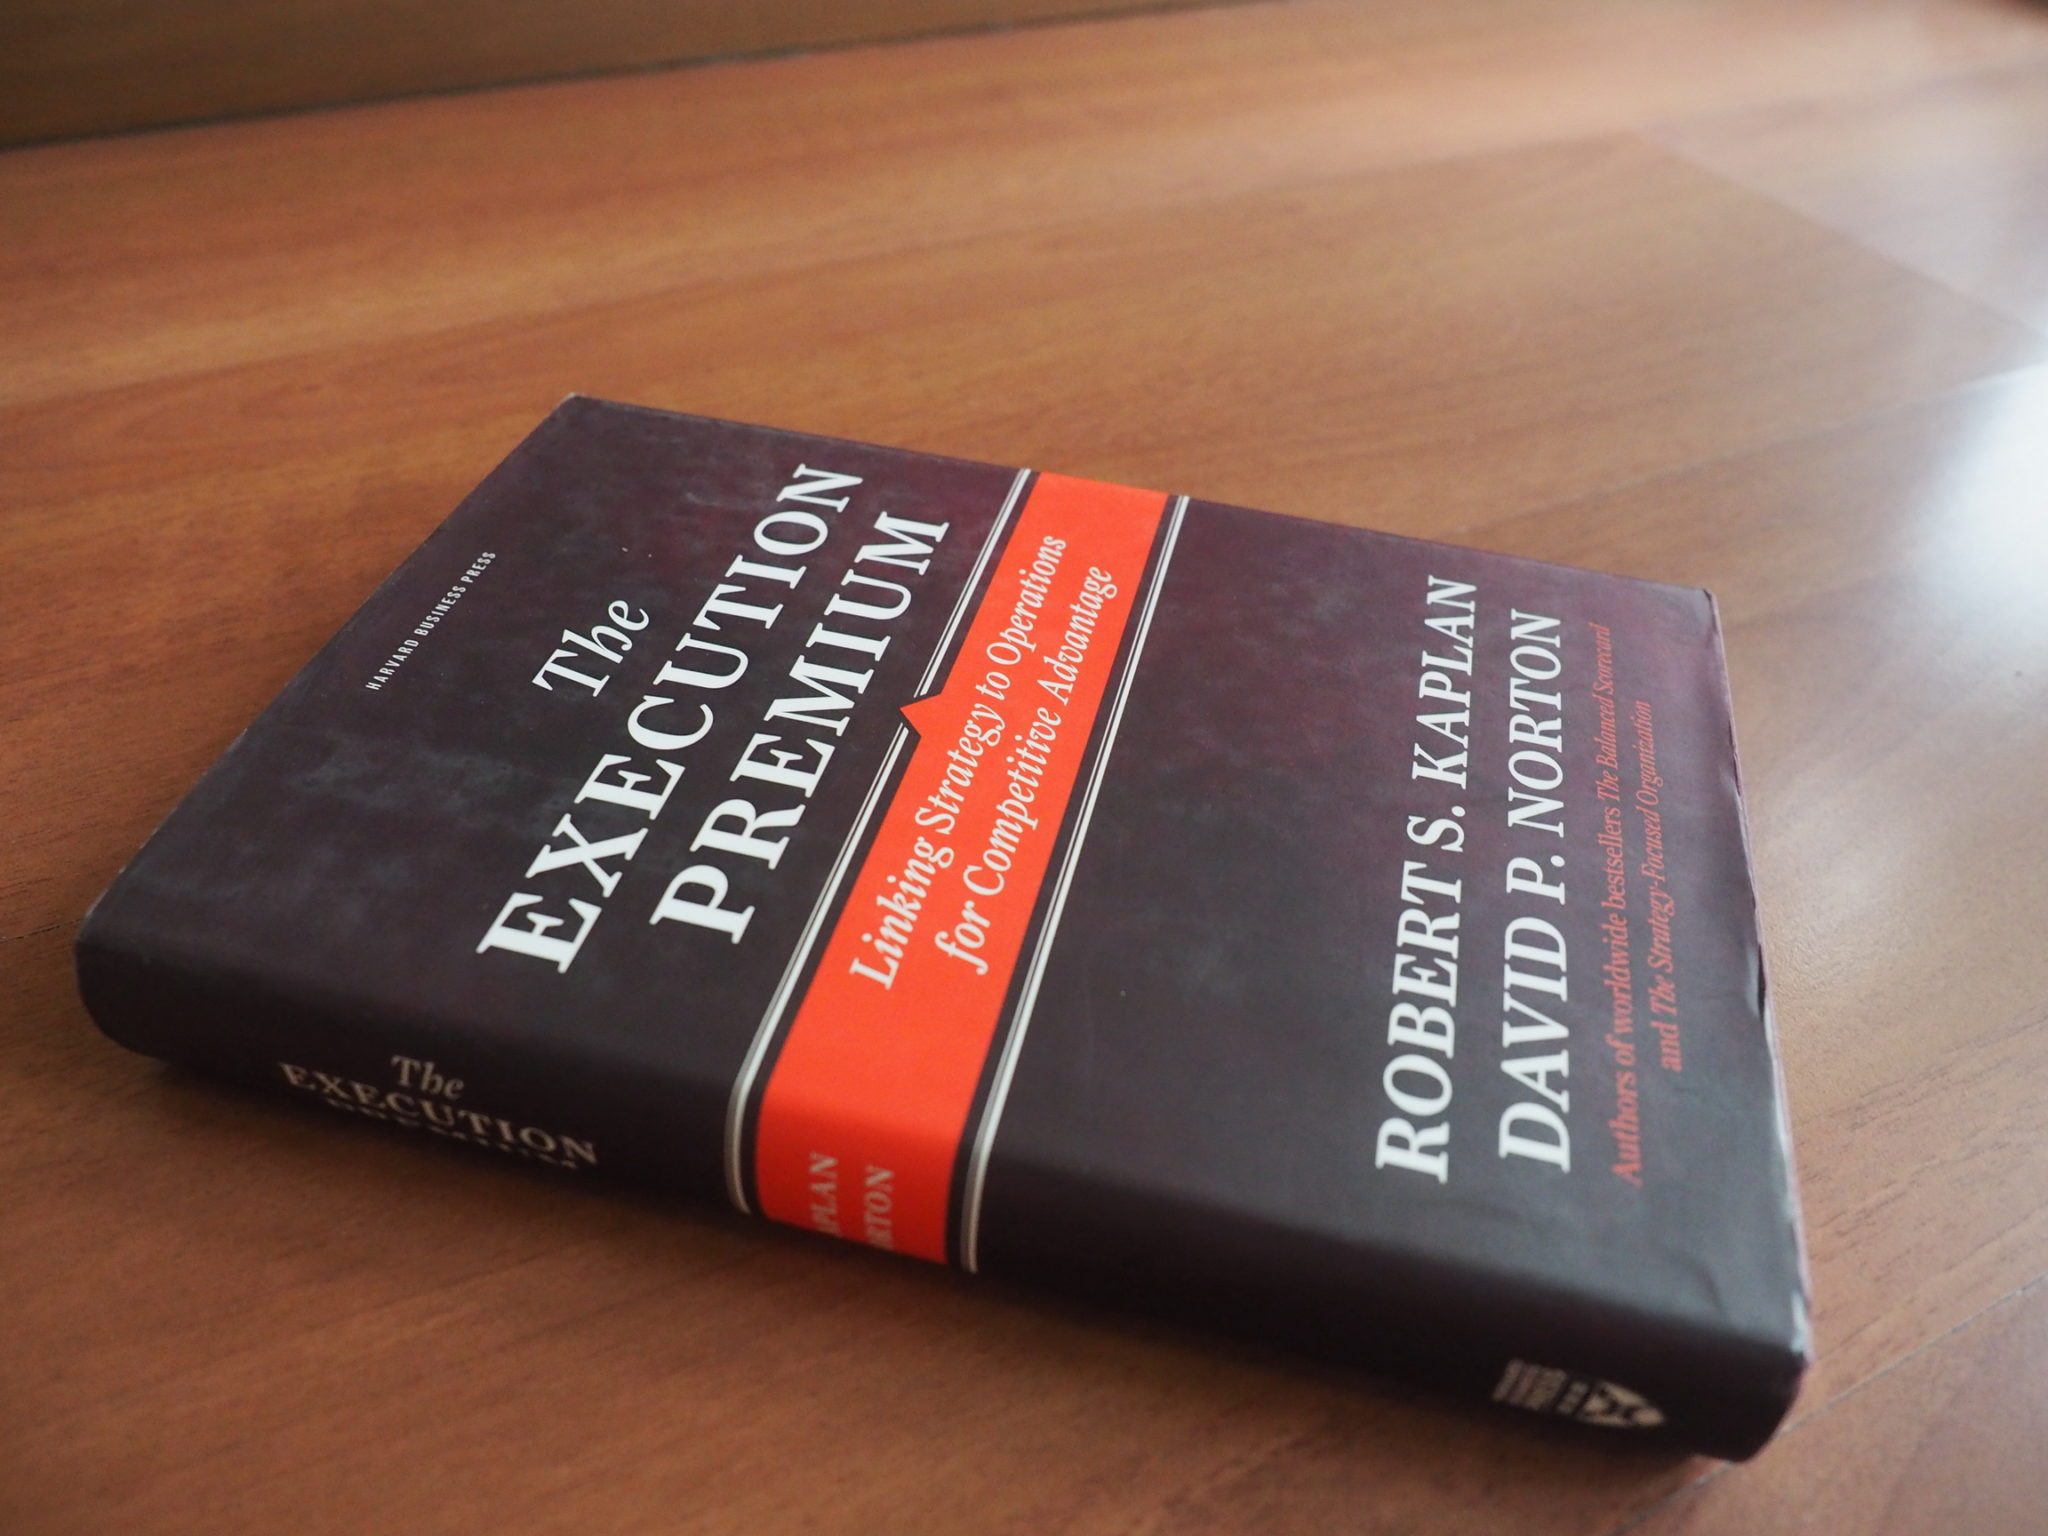 HARVARD BUSINESS PRESS
The
EXECUTION
PREMIUM
Linking Strategy to Operations
for Competitive Advantage
ROBERT S. KAPLAN
DAVID P. NORTON
Authors of worldwide bestsellers The Balanced Scorecard
and The Strategy-Focused Organization
The
EXECUTION